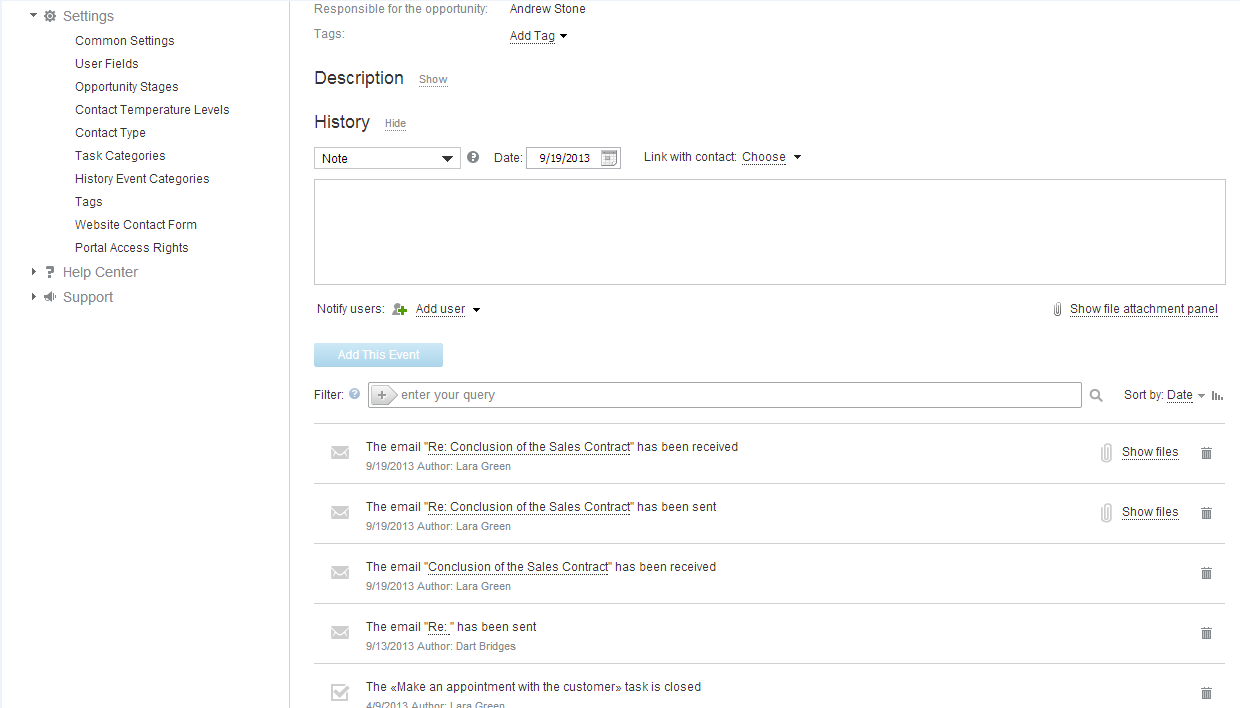 Settings
Common Settings
User Fields
Opportunity Stages
Contact Temperature Levels
Contact Type
Task Categories
History Event Categories
Tags
Website Contact Form
Portal Access Rights
Help Center
Support
Responsible for the opportunity: Andrew Stone
Tags: Add Tag
Description Show
History Hide
Note Date: 9/19/2013 Link with contact: Choose
Notify users: Add user Show file attachment panel
Add This Event
Filter: enter your query Sort by: Date
The email "Re: Conclusion of the Sales Contract" has been received Show files
9/19/2013 Author: Lara Green
The email "Re: Conclusion of the Sales Contract" has been sent Show files
9/19/2013 Author: Lara Green
The email "Conclusion of the Sales Contract" has been received
9/19/2013 Author: Lara Green
The email "Re: " has been sent
9/13/2013 Author: Dart Bridges
The «Make an appointment with the customer» task is closed
4/9/2013 Author: Lara Green